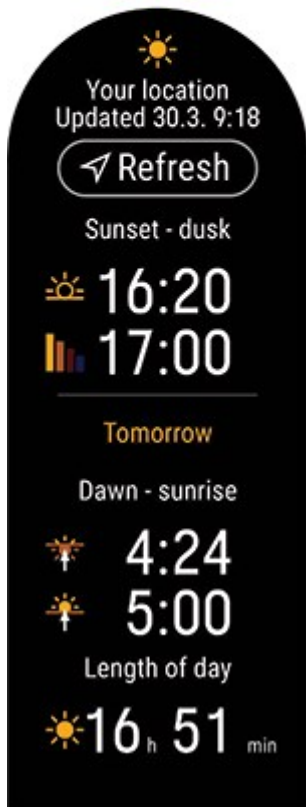 Your location
Updated 30.3. 9:18
Refresh
Sunset - dusk
16:20
17:00
Tomorrow
Dawn - sunrise
4:24
5:00
Length of day
16 h 51 min